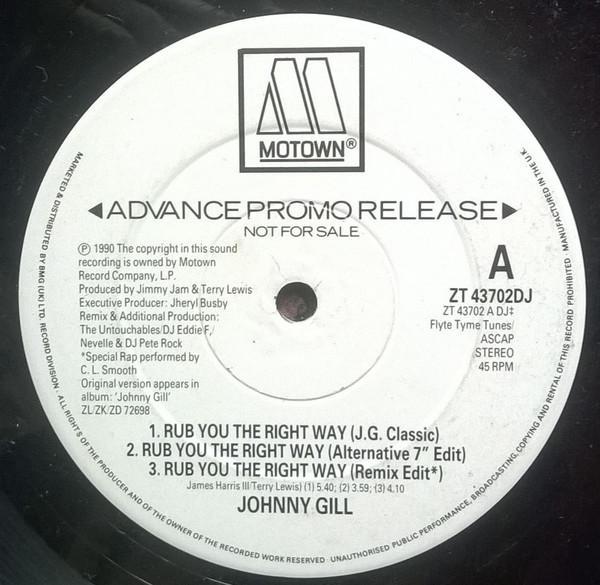 MOTOWN®
◄ADVANCE PROMO RELEASE►
NOT FOR SALE
Ⓟ 1990 The copyright in this sound
recording is owned by Motown
Record Company, L.P.
Produced by Jimmy Jam & Terry Lewis
Executive Producer: Jheryl Busby
Remix & Additional Production:
The Untouchables/DJ Eddie F,
Nevelle & DJ Pete Rock
*Special Rap performed by
C. L. Smooth
Original version appears in
album: 'Johnny Gill'
ZL/ZK/ZD 72698
A
ZT 43702DJ
ZT 43702 A DJ‡
Flyte Tyme Tunes/
ASCAP
STEREO
45 RPM
1. RUB YOU THE RIGHT WAY (J.G. Classic)
2. RUB YOU THE RIGHT WAY (Alternative 7" Edit)
3. RUB YOU THE RIGHT WAY (Remix Edit*)
James Harris III/Terry Lewis) (1) 5.40; (2) 3.59; (3) 4.10
JOHNNY GILL
MARKETED & DISTRIBUTED BY BMG (UK) LTD. RECORD DIVISION · ALL RIGHTS OF THE PRODUCER AND OF THE OWNER OF THE RECORDED WORK RESERVED · UNAUTHORISED PUBLIC PERFORMANCE, BROADCASTING, COPYING AND RENTAL OF THIS RECORD PROHIBITED · MANUFACTURED IN THE U.K.